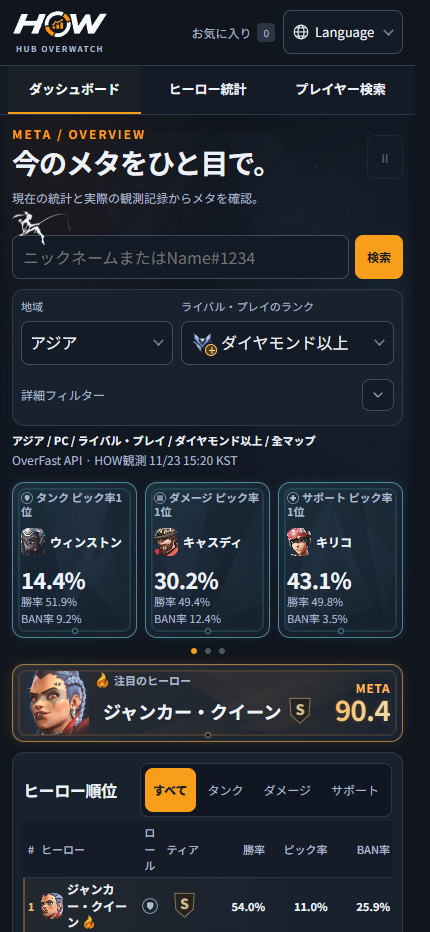 HOW
HUB OVERWATCH
お気に入り 0
Language
ダッシュボード ヒーロー統計 プレイヤー検索
META / OVERVIEW
今のメタをひと目で。
現在の統計と実際の観測記録からメタを確認。
ニックネームまたはName#1234 検索
地域 ライバル・プレイのランク
アジア ダイヤモンド以上
詳細フィルター
アジア / PC / ライバル・プレイ / ダイヤモンド以上 / 全マップ
OverFast API · HOW観測 11/23 15:20 KST
タンク ピック率1
位
ウィンストン
14.4%
勝率 51.9%
BAN率 9.2%
ダメージ ピック率
1位
キャスディ
30.2%
勝率 49.4%
BAN率 12.4%
サポート ピック率
1位
キリコ
43.1%
勝率 49.8%
BAN率 3.5%
注目のヒーロー
ジャンカー・クイーン S
META
90.4
ヒーロー順位 すべて タンク ダメージ サポート
# ヒーロー ロール ティア 勝率 ピック率 BAN率
1 ジャンカ
ー・クイー
ン
S 54.0% 11.0% 25.9%